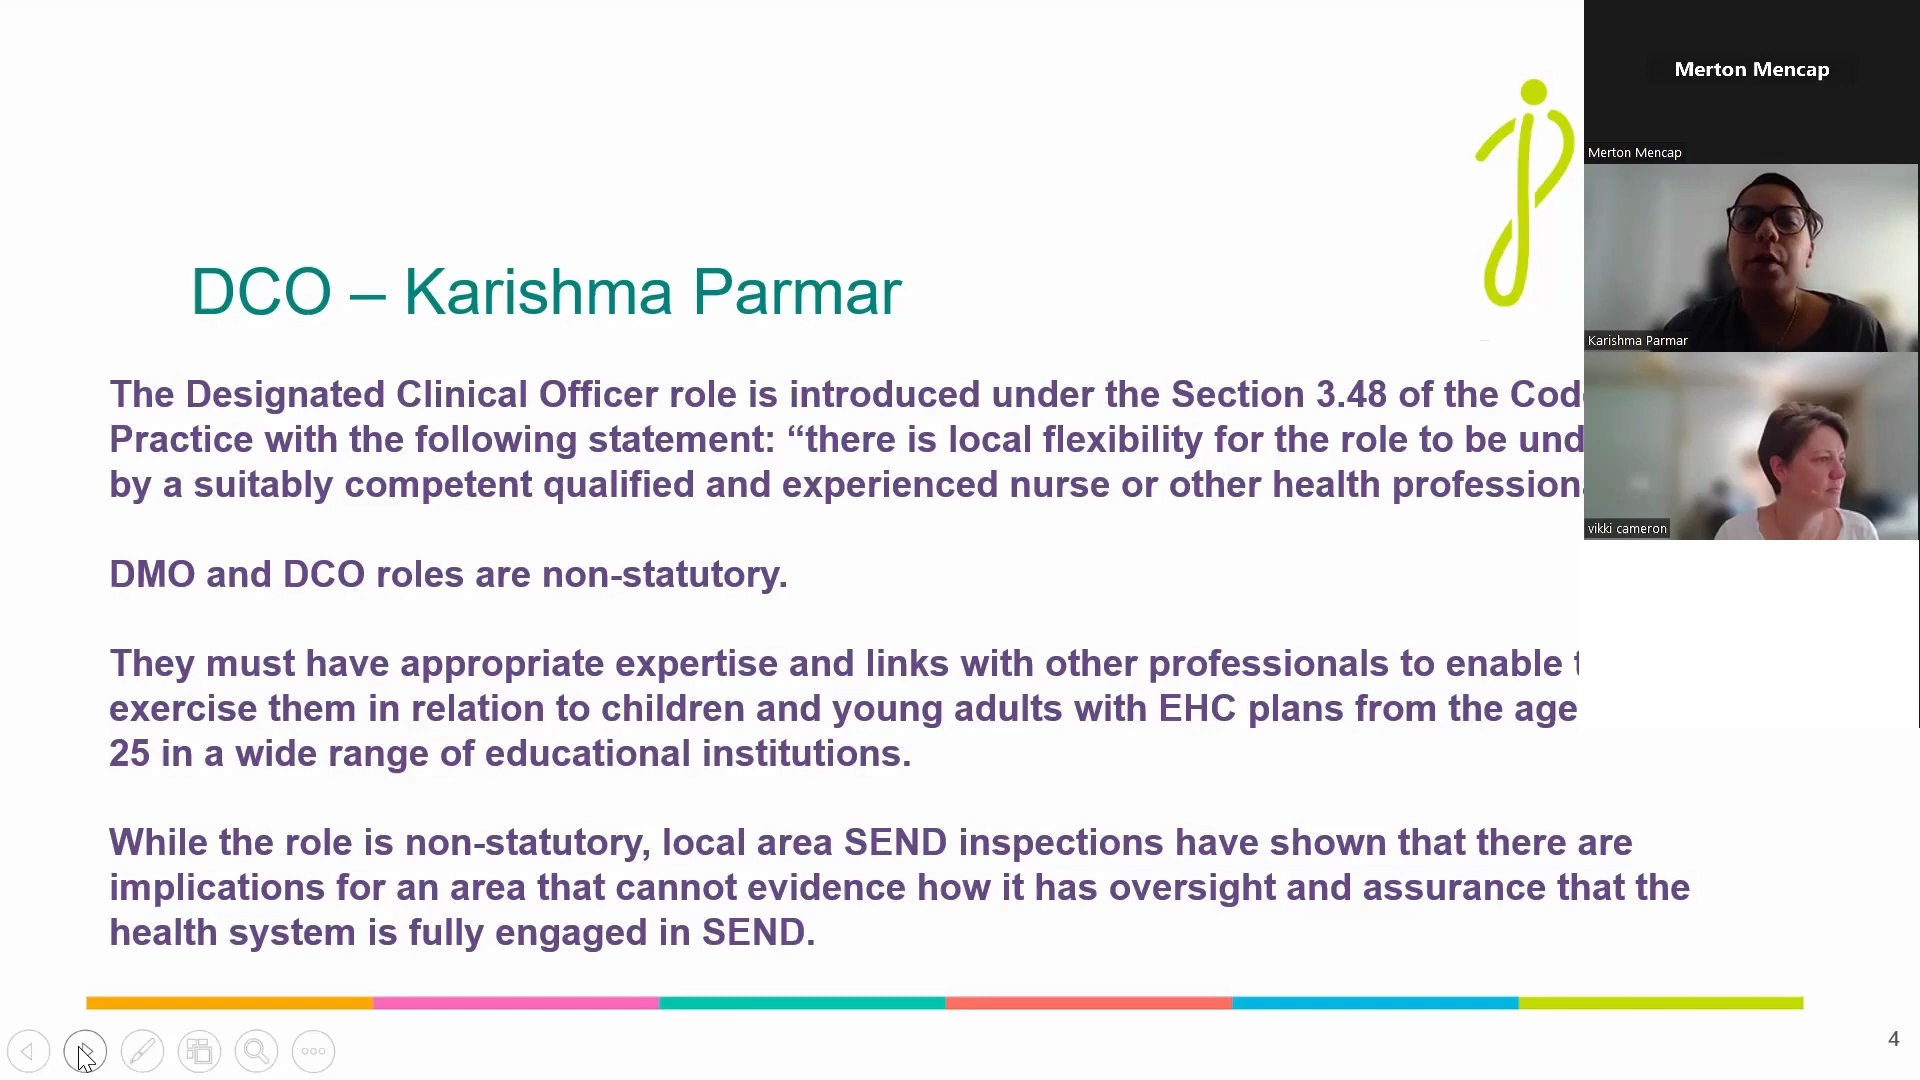 Merton Mencap
Merton Mencap
Karishma Parmar
vikki cameron
DCO – Karishma Parmar
The Designated Clinical Officer role is introduced under the Section 3.48 of the Cod
Practice with the following statement: “there is local flexibility for the role to be und
by a suitably competent qualified and experienced nurse or other health profession
DMO and DCO roles are non-statutory.
They must have appropriate expertise and links with other professionals to enable
exercise them in relation to children and young adults with EHC plans from the age
25 in a wide range of educational institutions.
While the role is non-statutory, local area SEND inspections have shown that there are
implications for an area that cannot evidence how it has oversight and assurance that the
health system is fully engaged in SEND.
4